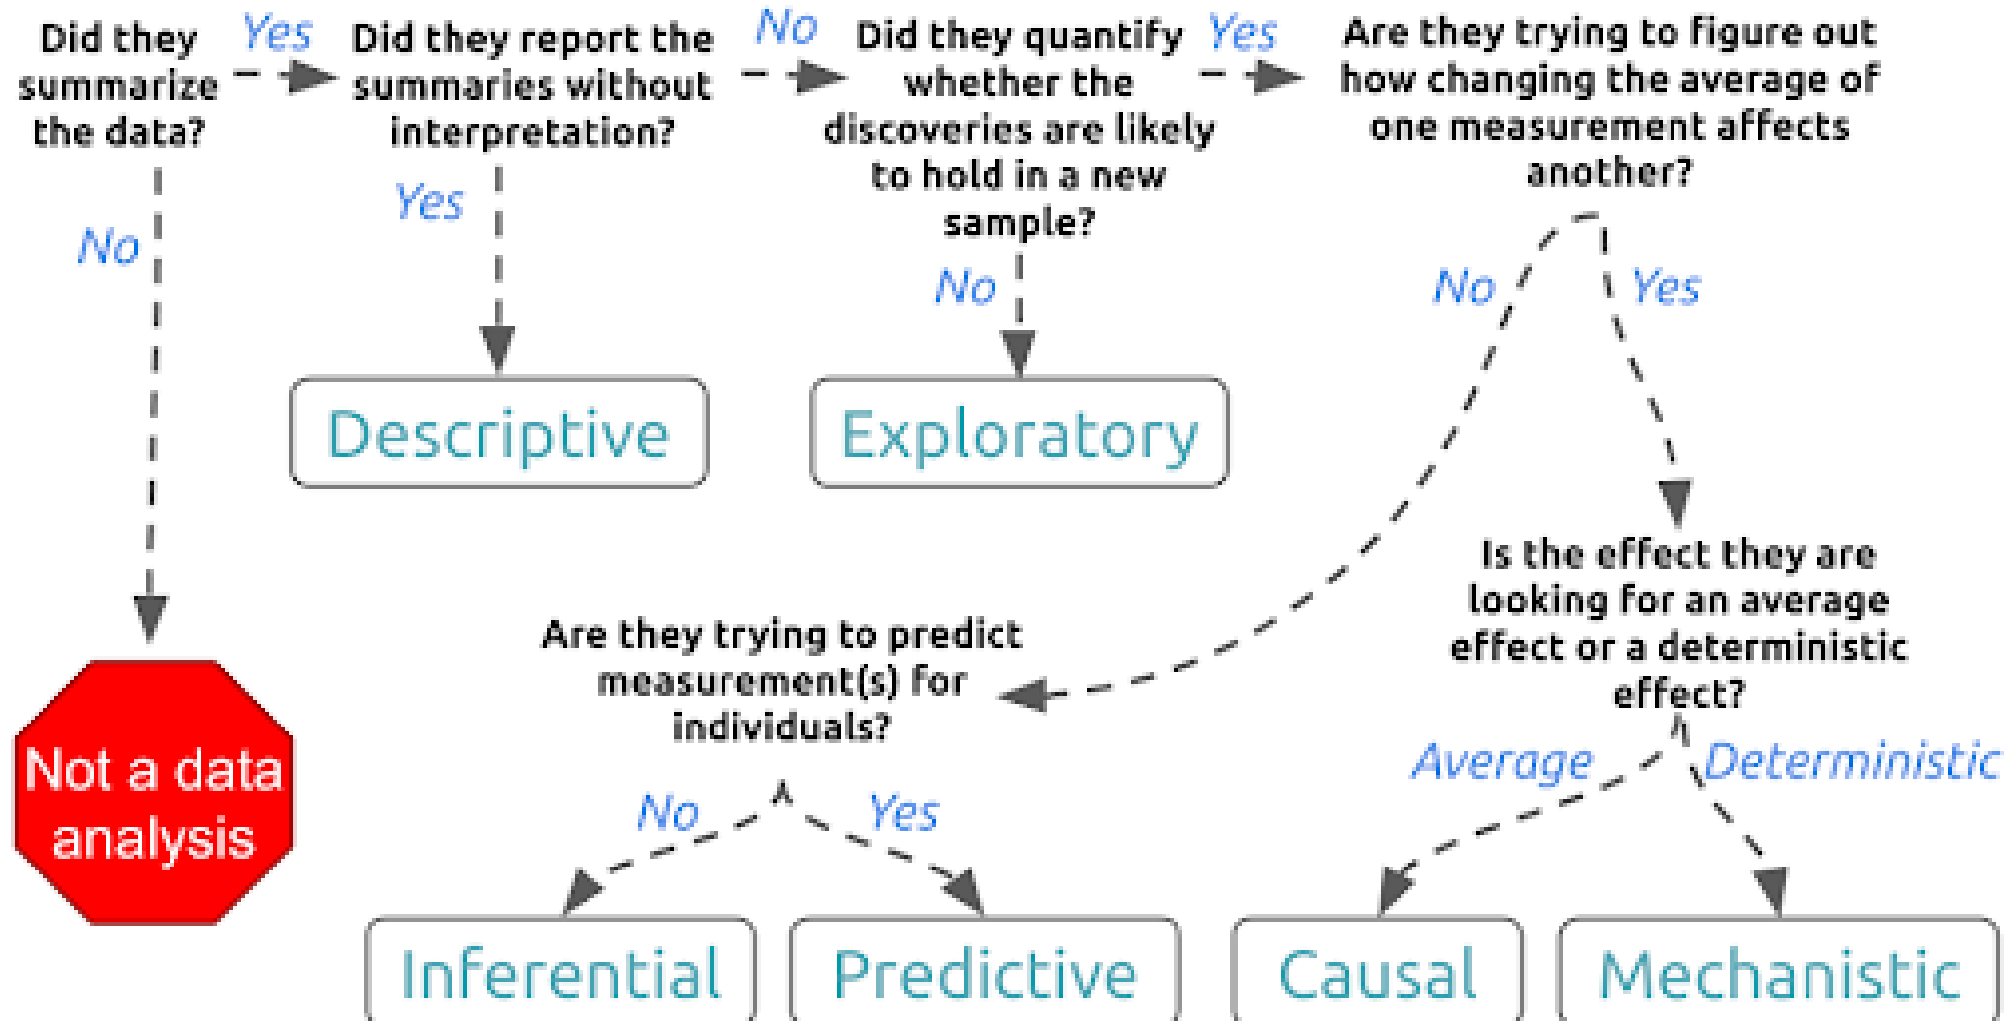 Did they
summarize
the data?
Yes
Did they report the
summaries without
interpretation?
No
Did they quantify
whether the
discoveries are likely
to hold in a new
sample?
Yes
Are they trying to figure out
how changing the average of
one measurement affects
another?
No
Yes
No
No
Yes
Descriptive
Exploratory
Is the effect they are
looking for an average
effect or a deterministic
effect?
Are they trying to predict
measurement(s) for
individuals?
Not a data
analysis
No
Yes
Average
Deterministic
Inferential
Predictive
Causal
Mechanistic